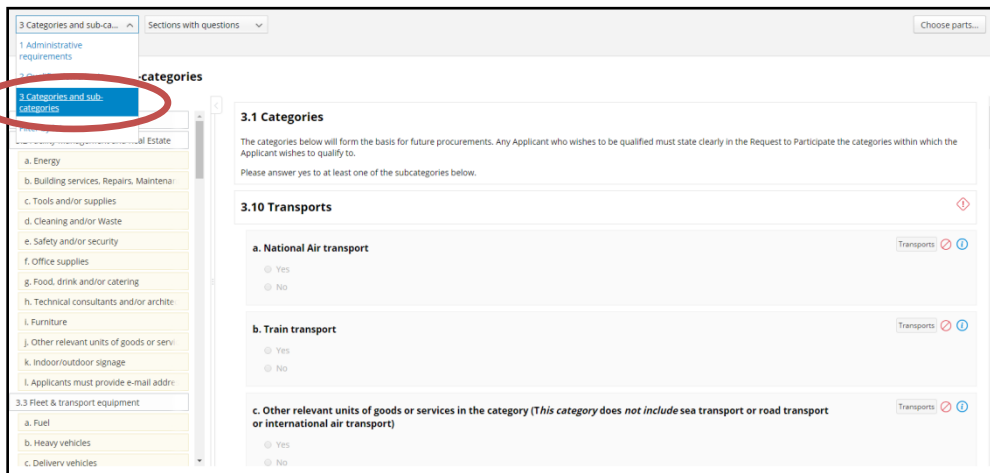 3 Categories and sub-ca...
Sections with questions
Choose parts...
1 Administrative
requirements
-categories
3 Categories and sub-
categories
al Estate
a. Energy
b. Building services, Repairs, Maintena
c. Tools and/or supplies
d. Cleaning and/or Waste
e. Safety and/or security
f. Office supplies
g. Food, drink and/or catering
h. Technical consultants and/or archite
i. Furniture
j. Other relevant units of goods or servi
k. Indoor/outdoor signage
l. Applicants must provide e-mail addre
3.3 Fleet & transport equipment
a. Fuel
b. Heavy vehicles
c. Delivery vehicles
3.1 Categories
The categories below will form the basis for future procurements. Any Applicant who wishes to be qualified must state clearly in the Request to Participate the categories within which the
Applicant wishes to qualify to.
Please answer yes to at least one of the subcategories below.
3.10 Transports
a. National Air transport
Transports
Yes
No
b. Train transport
Transports
Yes
No
c. Other relevant units of goods or services in the category (This category does not include sea transport or road transport
or international air transport)
Transports
Yes
No